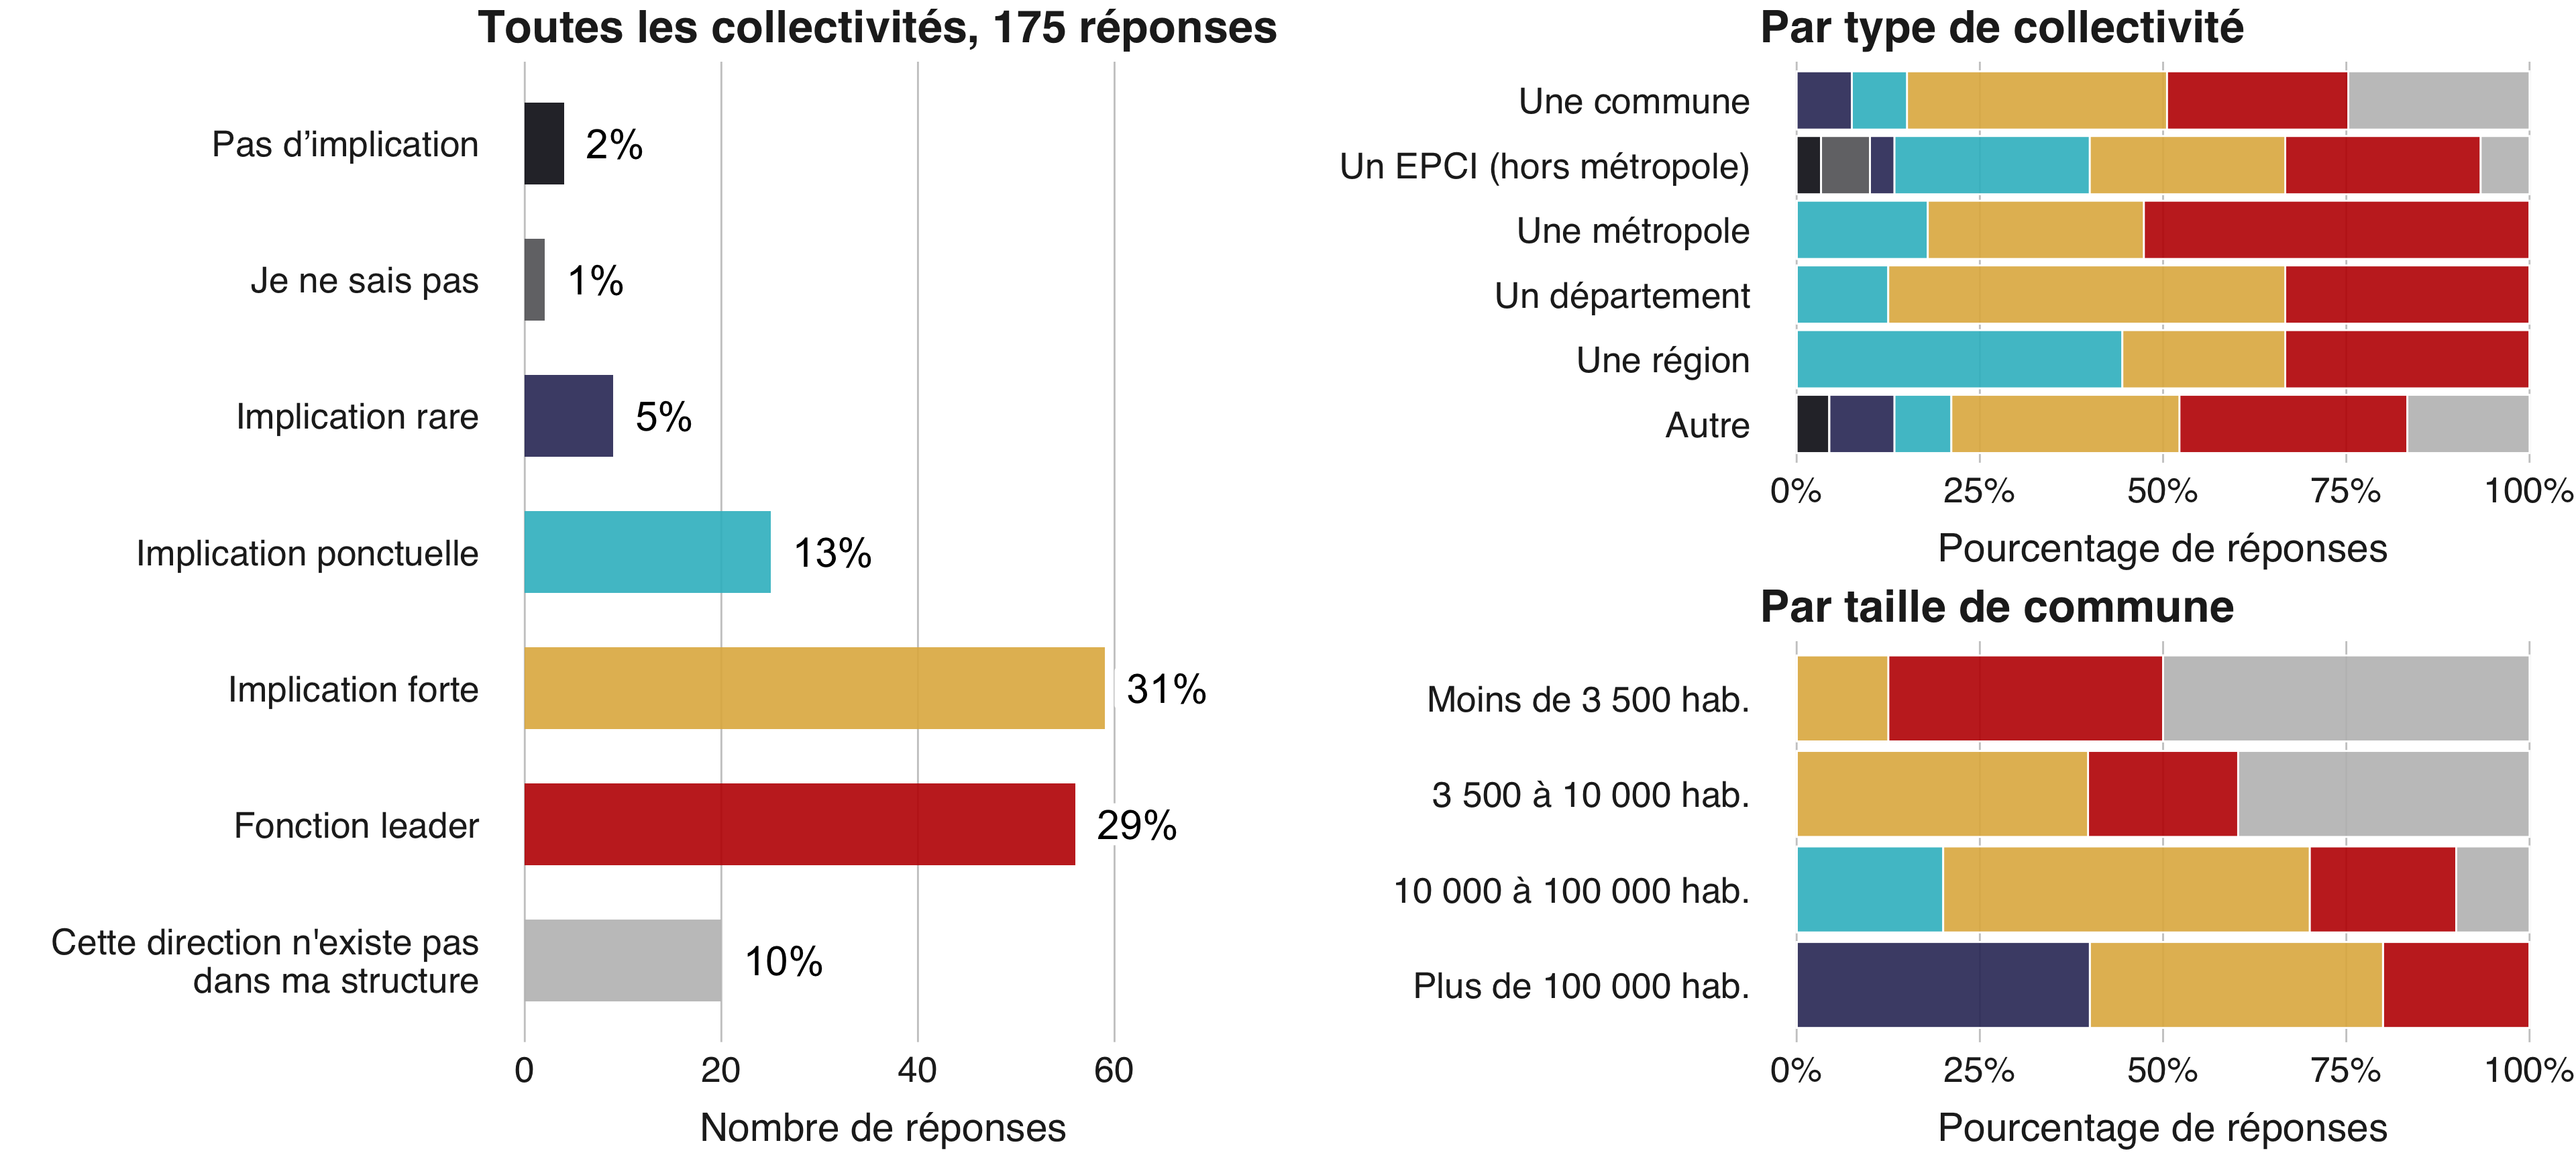 Toutes les collectivités, 175 réponses
Pas d’implication
2%
Je ne sais pas
1%
Implication rare
5%
Implication ponctuelle
13%
Implication forte
31%
Fonction leader
29%
Cette direction n'existe pas
dans ma structure
10%
0 20 40 60
Nombre de réponses
Par type de collectivité
Une commune
Un EPCI (hors métropole)
Une métropole
Un département
Une région
Autre
0% 25% 50% 75% 100%
Pourcentage de réponses
Par taille de commune
Moins de 3 500 hab.
3 500 à 10 000 hab.
10 000 à 100 000 hab.
Plus de 100 000 hab.
0% 25% 50% 75% 100%
Pourcentage de réponses